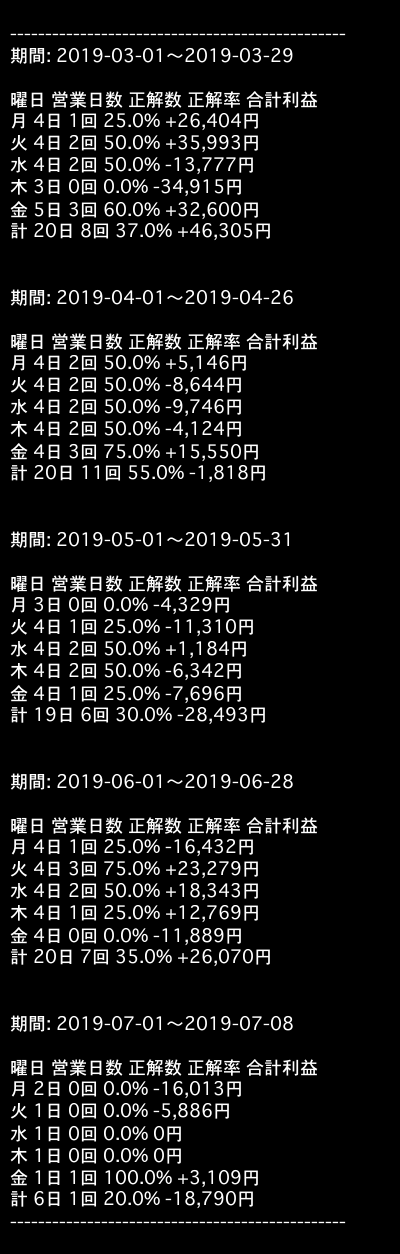 ------------------------------------------------
期間: 2019-03-01〜2019-03-29
曜日 営業日数 正解数 正解率 合計利益
月 4日 1回 25.0% +26,404円
火 4日 2回 50.0% +35,993円
水 4日 2回 50.0% -13,777円
木 3日 0回 0.0% -34,915円
金 5日 3回 60.0% +32,600円
計 20日 8回 37.0% +46,305円
期間: 2019-04-01〜2019-04-26
曜日 営業日数 正解数 正解率 合計利益
月 4日 2回 50.0% +5,146円
火 4日 2回 50.0% -8,644円
水 4日 2回 50.0% -9,746円
木 4日 2回 50.0% -4,124円
金 4日 3回 75.0% +15,550円
計 20日 11回 55.0% -1,818円
期間: 2019-05-01〜2019-05-31
曜日 営業日数 正解数 正解率 合計利益
月 3日 0回 0.0% -4,329円
火 4日 1回 25.0% -11,310円
水 4日 2回 50.0% +1,184円
木 4日 2回 50.0% -6,342円
金 4日 1回 25.0% -7,696円
計 19日 6回 30.0% -28,493円
期間: 2019-06-01〜2019-06-28
曜日 営業日数 正解数 正解率 合計利益
月 4日 1回 25.0% -16,432円
火 4日 3回 75.0% +23,279円
水 4日 2回 50.0% +18,343円
木 4日 1回 25.0% +12,769円
金 4日 0回 0.0% -11,889円
計 20日 7回 35.0% +26,070円
期間: 2019-07-01〜2019-07-08
曜日 営業日数 正解数 正解率 合計利益
月 2日 0回 0.0% -16,013円
火 1日 0回 0.0% -5,886円
水 1日 0回 0.0% 0円
木 1日 0回 0.0% 0円
金 1日 1回 100.0% +3,109円
計 6日 1回 20.0% -18,790円
------------------------------------------------